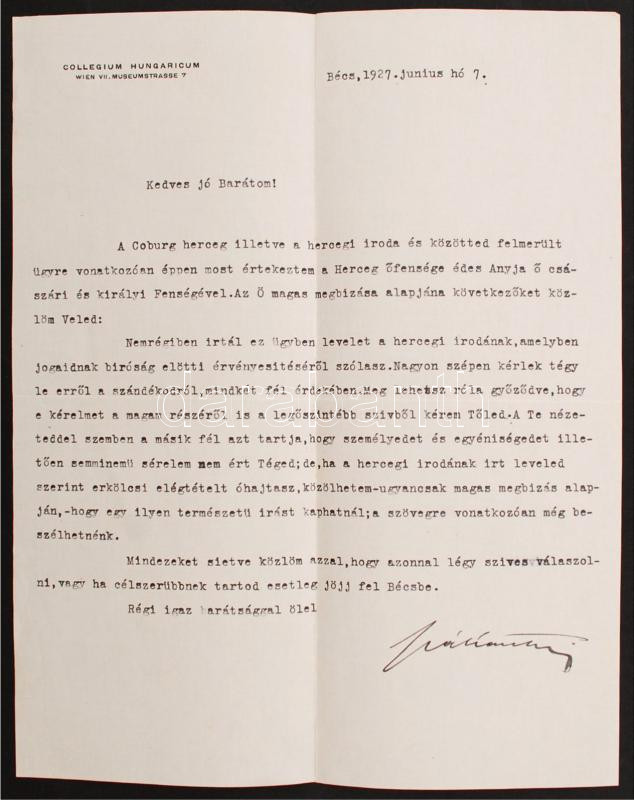 COLLEGIUM HUNGARICUM
WIEN VII. MUSEUMSTRASSE 7
Bécs,1927.junius hó 7.
Kedves jó Barátom!
A Coburg herceg illetve a hercegi iroda és közötted felmerült
ügyre vonatkozóan éppen most értekeztem a Herceg őfensége édes Anyja ő csá-
szári és királyi Fenségével.Az Ő magas megbizása alapjána következőket köz-
löm Veled:
Nemrégiben irtál ez ügyben levelet a hercegi irodának,amelyben
jogaidnak biróság előtti érvényesitéséről szólasz.Nagyon szépen kérlek tégy
le erről a szándékodról,mindkét fél érdekében.Meg lehetsz róla győződve,hogy
e kérelmet a magam részéről is a legőszintébb szivből kérem Tőled.A Te néze-
teddel szemben a másik fél azt tartja,hogy személyedet és egyéniségedet ille-
tően semminemü sérelem nem ért Téged;de,ha a hercegi irodának irt leveled
szerint erkölcsi elégtételt óhajtasz,közölhetem-ugyancsak magas megbizás alap-
ján,-hogy egy ilyen természetü irást kaphatnál;a szövegre vonatkozóan még be-
szélhetnénk.
Mindezeket sietve közlöm azzal,hogy azonnal légy szives válaszol-
ni,vagy ha célszerübbnek tartod esetleg jöjj fel Bécsbe.
Régi igaz barátsággal ölel
darabanth